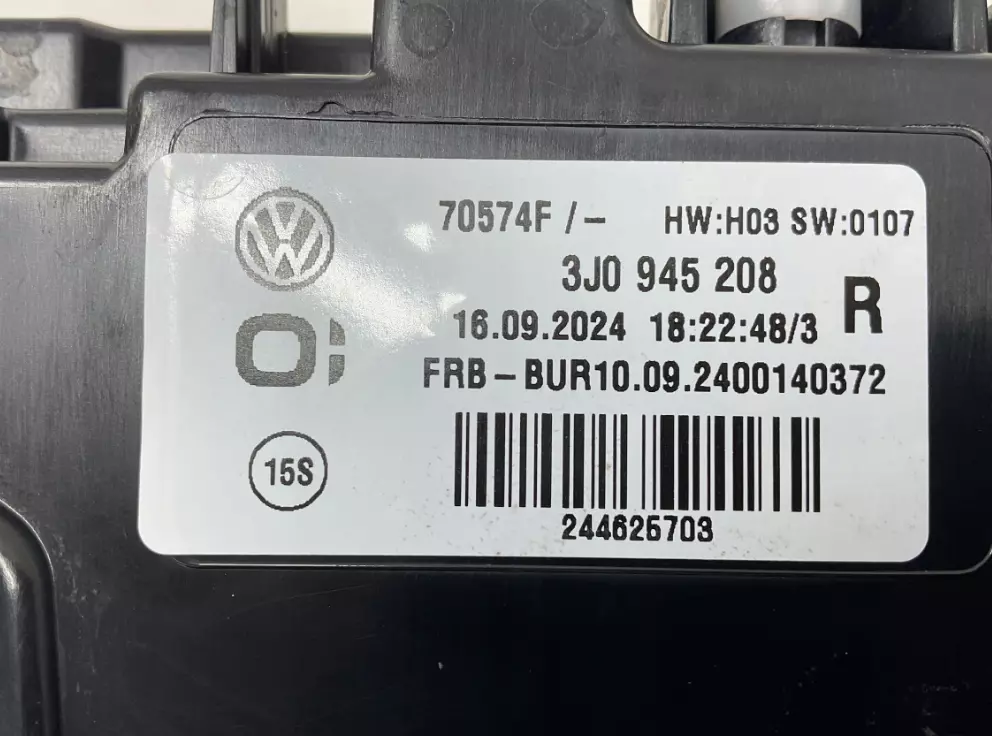 70574F / – HW:H03 SW:0107
3J0 945 208
R
16.09.2024 18:22:48/3
FRB – BUR10.09.2400140372
15S
244625703